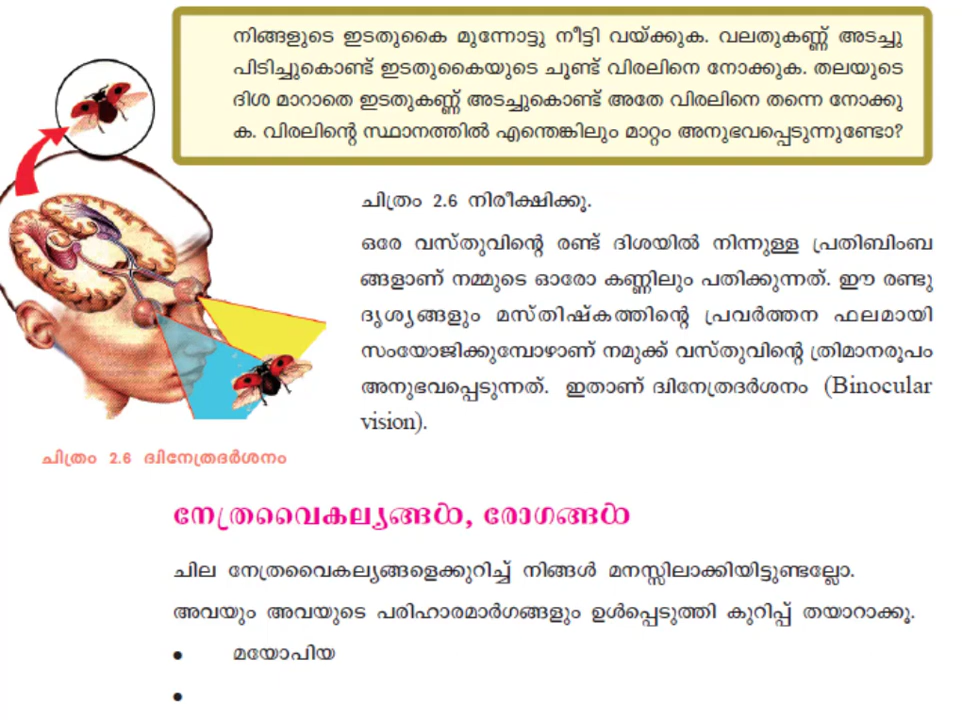 നിങ്ങളുടെ ഇടതുകൈ മുന്നോട്ടു നീട്ടി വയ്ക്കുക. വലതുകണ്ണ് അടച്ചു
പിടിച്ചുകൊണ്ട് ഇടതുകൈയുടെ ചൂണ്ട് വിരലിനെ നോക്കുക. തലയുടെ
ദിശ മാറാതെ ഇടതുകണ്ണ് അടച്ചുകൊണ്ട് അതേ വിരലിനെ തന്നെ നോക്കു
ക. വിരലിന്റെ സ്ഥാനത്തിൽ എന്തെങ്കിലും മാറ്റം അനുഭവപ്പെടുന്നുണ്ടോ?
ചിത്രം 2.6 നിരീക്ഷിക്കൂ.
ഒരേ വസ്തുവിന്റെ രണ്ട് ദിശയിൽ നിന്നുള്ള പ്രതിബിംബ
ങ്ങളാണ് നമ്മുടെ ഓരോ കണ്ണിലും പതിക്കുന്നത്. ഈ രണ്ടു
ദൃശ്യങ്ങളും മസ്തിഷ്കത്തിന്റെ പ്രവർത്തന ഫലമായി
സംയോജിക്കുമ്പോഴാണ് നമുക്ക് വസ്തുവിന്റെ ത്രിമാനരൂപം
അനുഭവപ്പെടുന്നത്. ഇതാണ് ദ്വിനേത്രദർശനം (Binocular
vision).
ചിത്രം 2.6 ദ്വിനേത്രദർശനം
നേത്രവൈകല്യങ്ങൾ, രോഗങ്ങൾ
ചില നേത്രവൈകല്യങ്ങളെക്കുറിച്ച് നിങ്ങൾ മനസ്സിലാക്കിയിട്ടുണ്ടല്ലോ.
അവയും അവയുടെ പരിഹാരമാർഗങ്ങളും ഉൾപ്പെടുത്തി കുറിപ്പ് തയാറാക്കൂ.
• മയോപിയ
•